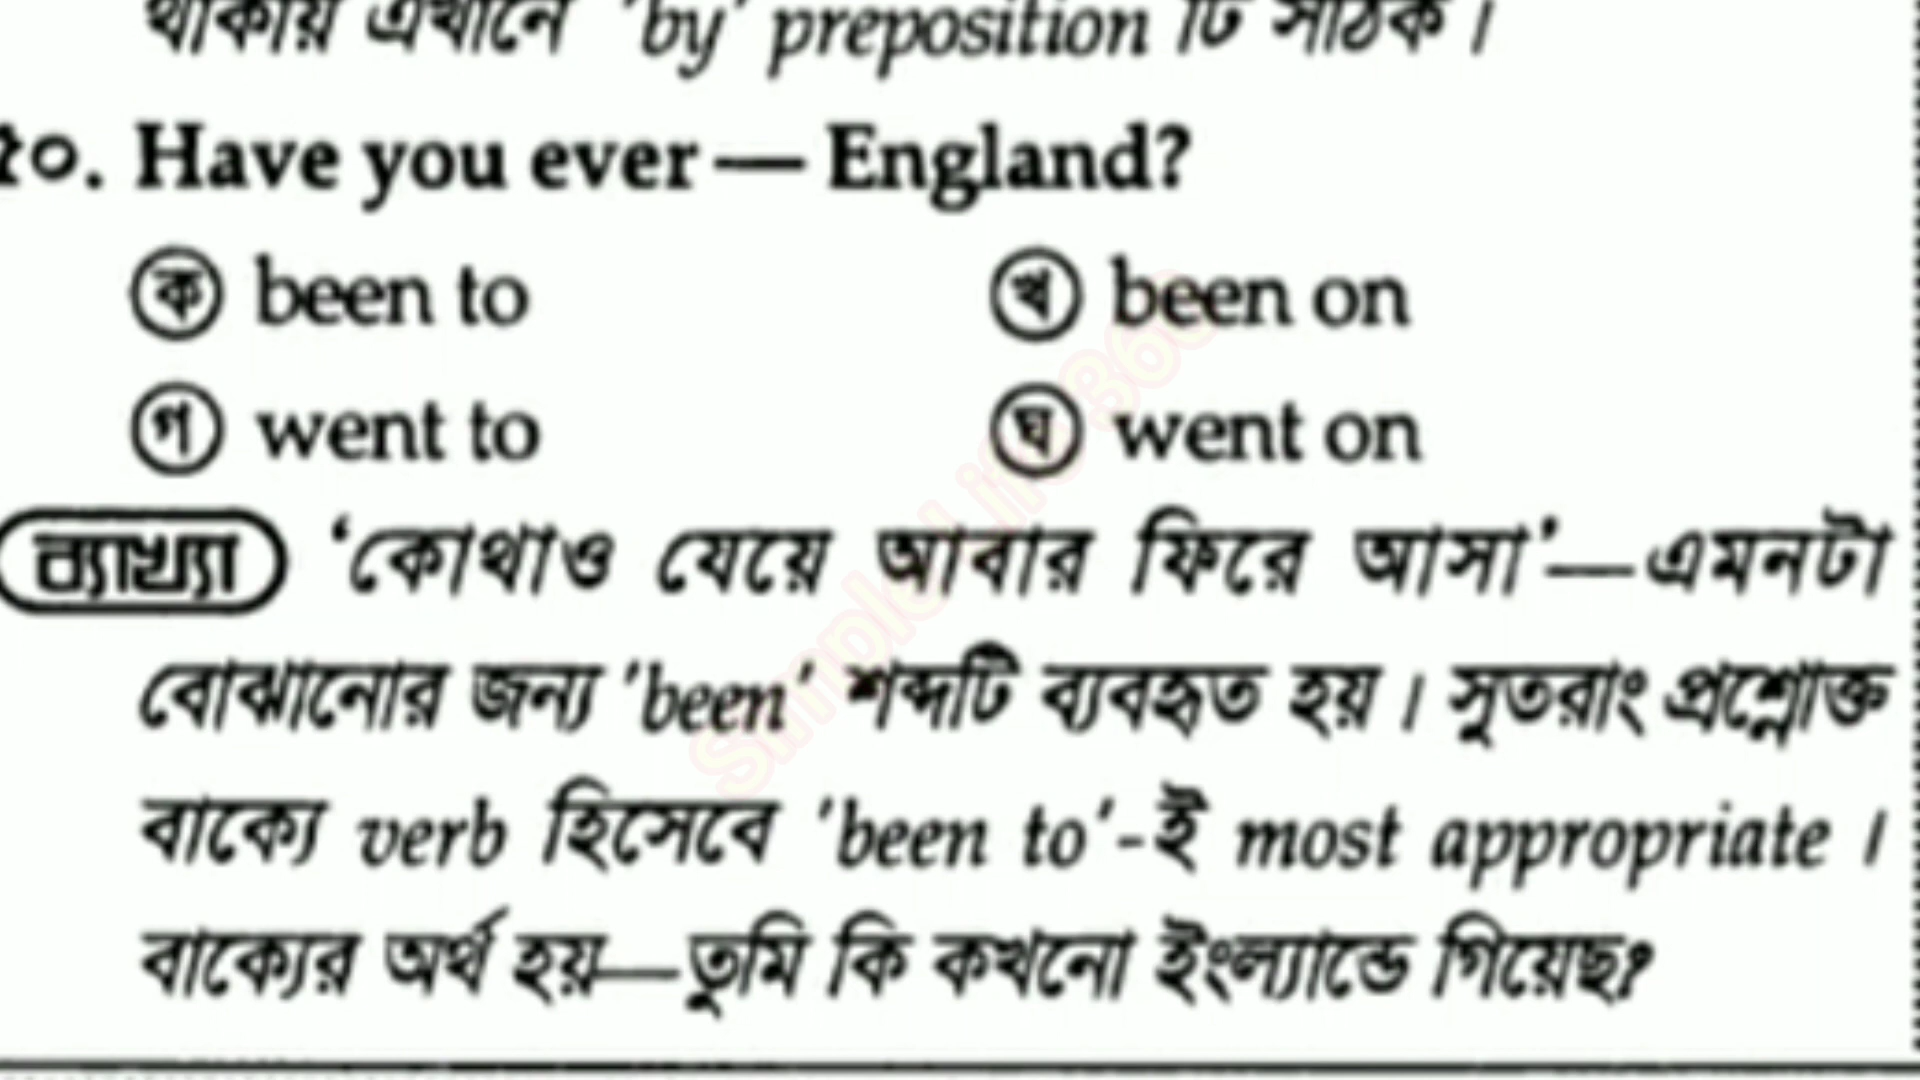 থাকায় এখানে 'by' preposition টি সঠিক।
১০. Have you ever — England?
ক been to খ been on
গ went to ঘ went on
ব্যাখ্যা 'কোথাও যেয়ে আবার ফিরে আসা'—এমনটা
বোঝানোর জন্য 'been' শব্দটি ব্যবহৃত হয়। সুতরাং প্রশ্নোক্ত
বাক্যে verb হিসেবে 'been to'-ই most appropriate।
বাক্যের অর্থ হয়—তুমি কি কখনো ইংল্যান্ডে গিয়েছ?